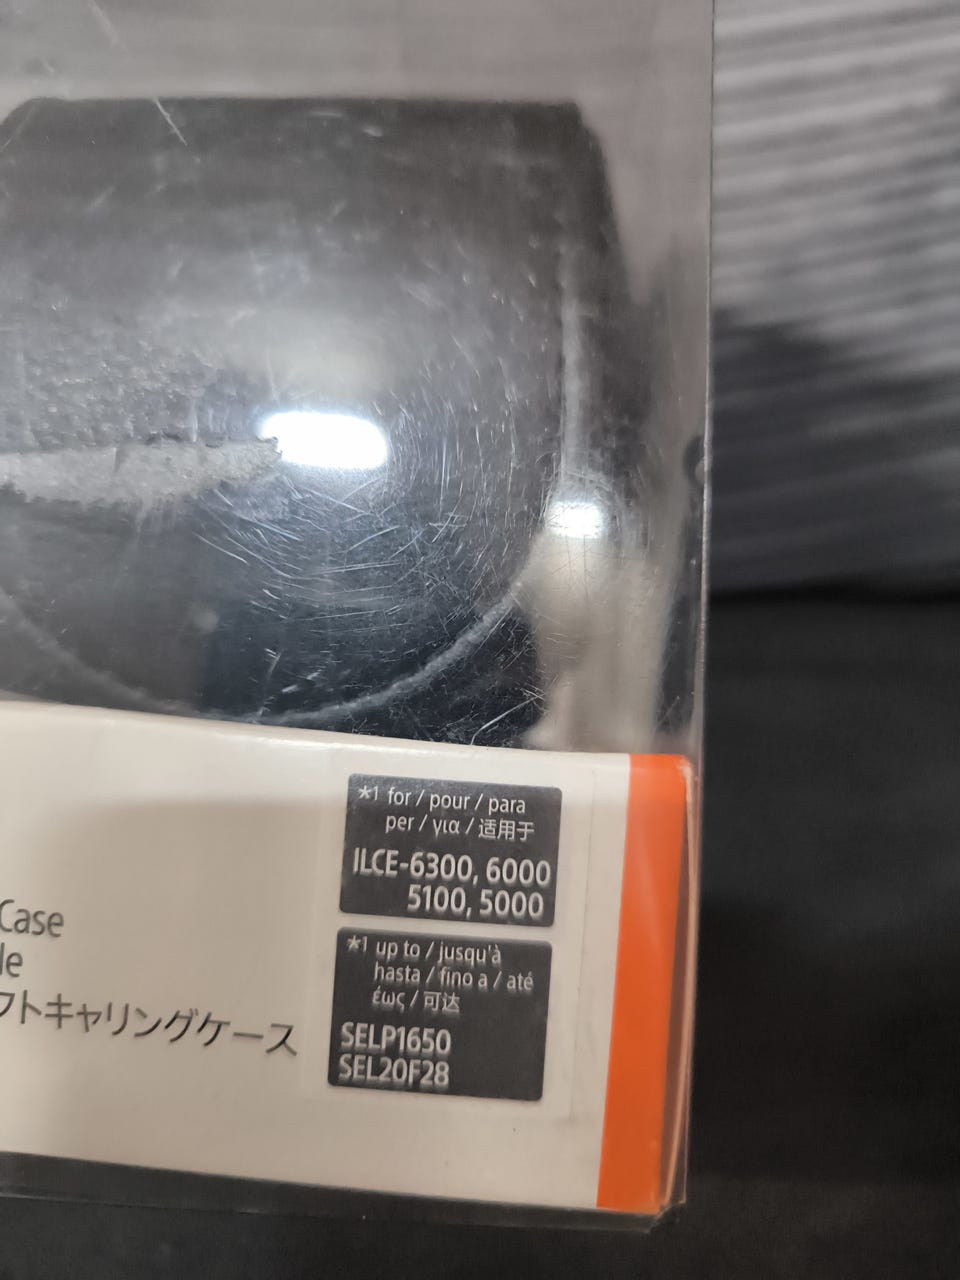 *1 for / pour / para
per / για / 适用于
ILCE-6300, 6000
5100, 5000
*1 up to / jusqu'à
hasta / fino a / até
έως / 可达
SELP1650
SEL20F28
Case
le
フトキャリングケース